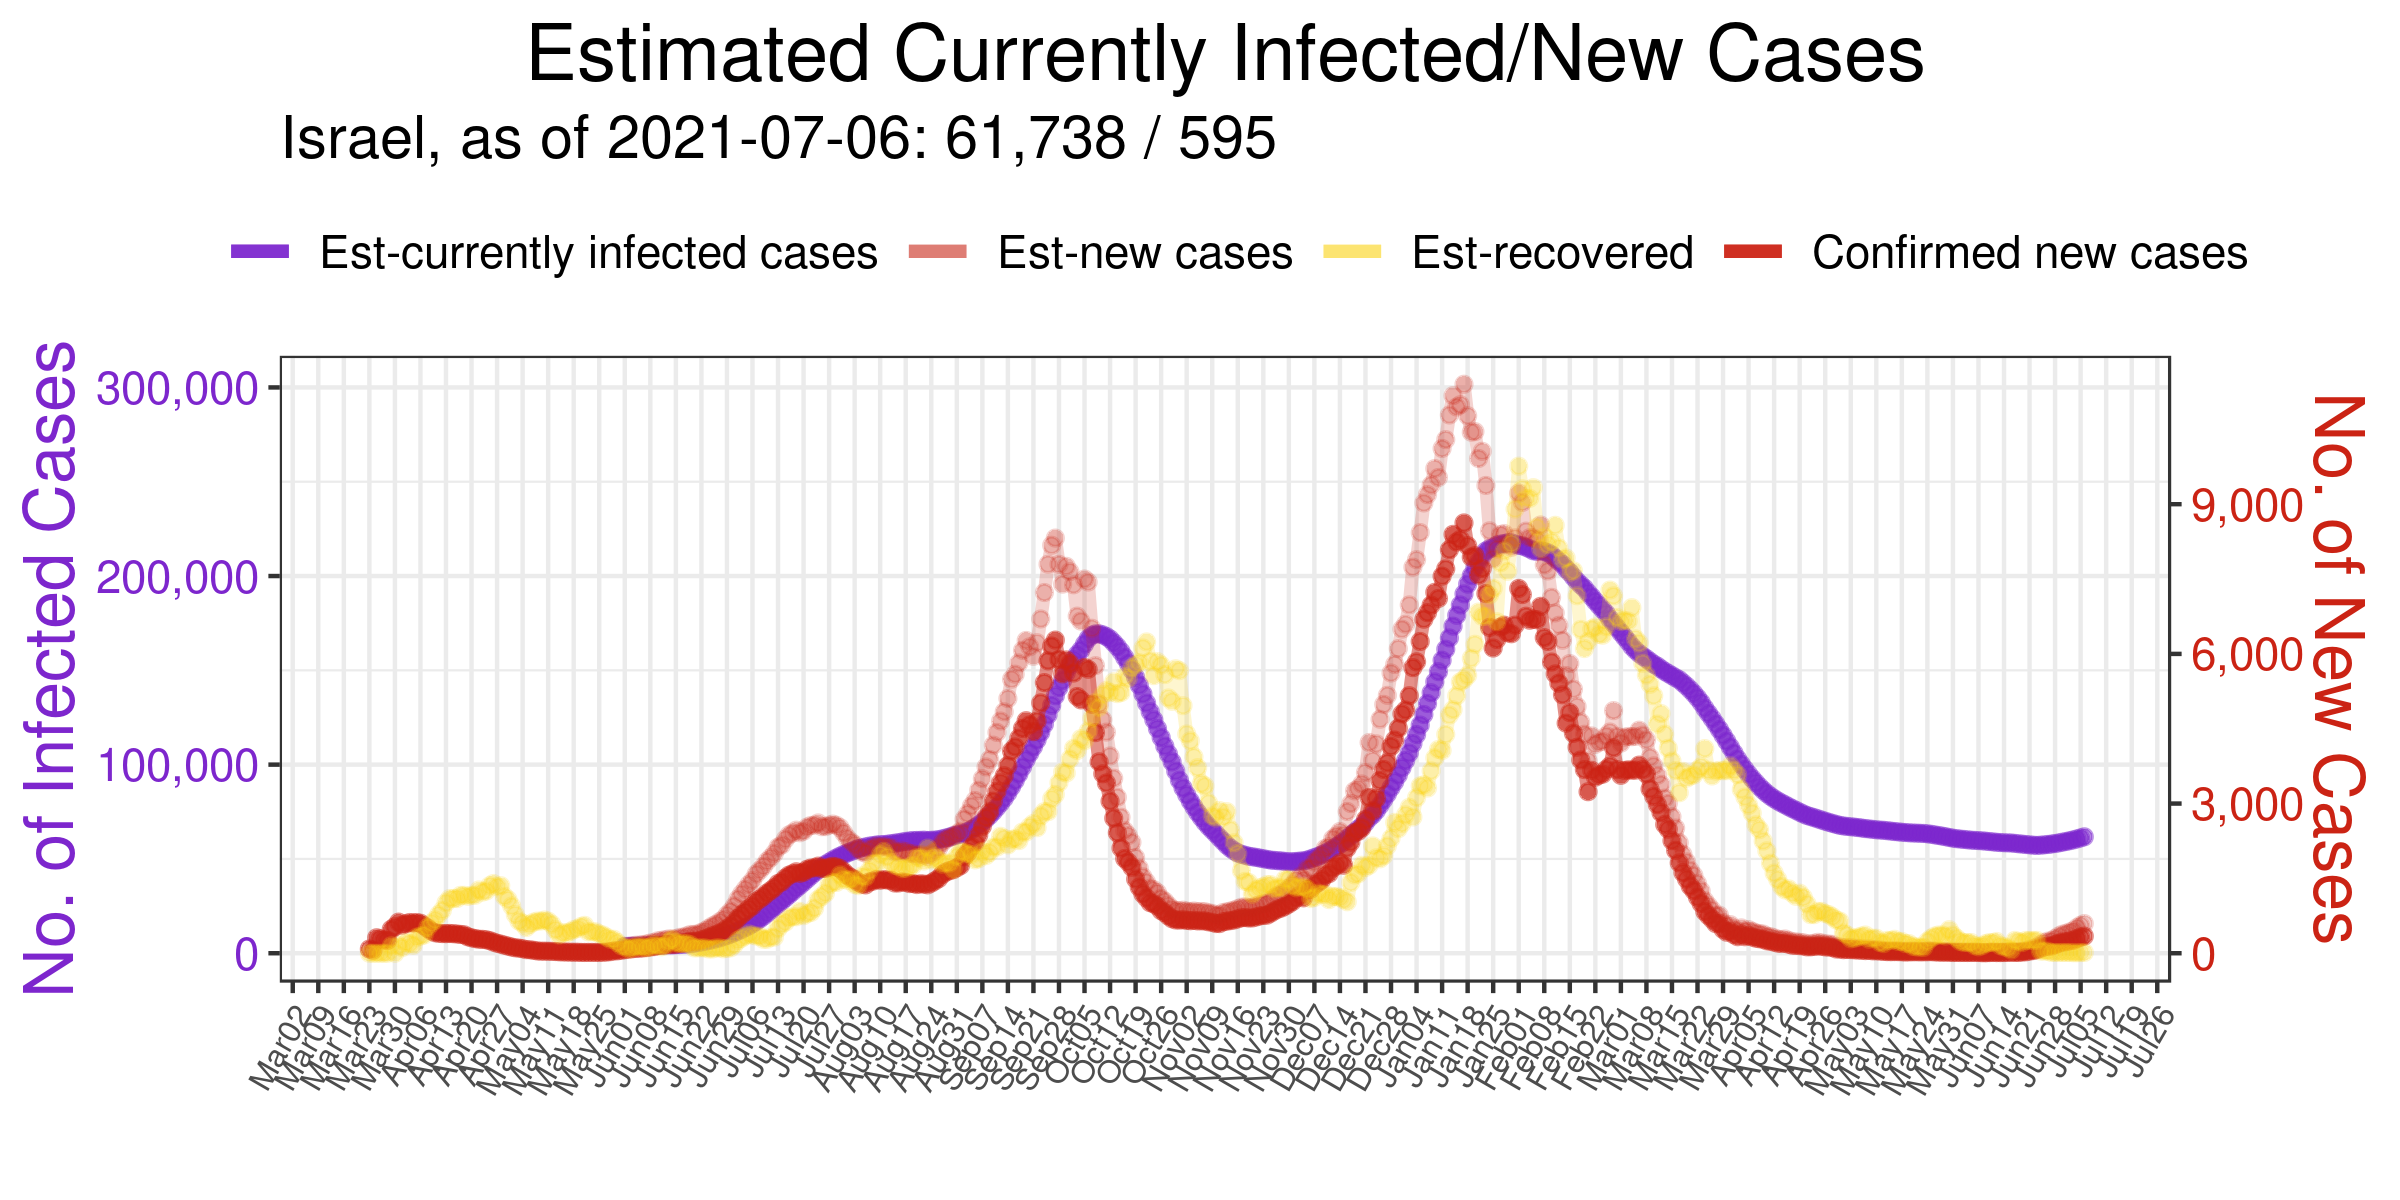 Estimated Currently Infected/New Cases
Israel, as of 2021-07-06: 61,738 / 595
Est-currently infected cases Est-new cases Est-recovered Confirmed new cases
No. of Infected Cases
300,000
200,000
100,000
0
9,000
6,000
3,000
0
No. of New Cases
Mar02 Mar09 Mar16 Mar23 Mar30 Apr06 Apr13 Apr20 Apr27 May04 May11 May18 May25 Jun01 Jun08 Jun15 Jun22 Jun29 Jul06 Jul13 Jul20 Jul27 Aug03 Aug10 Aug17 Aug24 Aug31 Sep07 Sep14 Sep21 Sep28 Oct05 Oct12 Oct19 Oct26 Nov02 Nov09 Nov16 Nov23 Nov30 Dec07 Dec14 Dec21 Dec28 Jan04 Jan11 Jan18 Jan25 Feb01 Feb08 Feb15 Feb22 Mar01 Mar08 Mar15 Mar22 Mar29 Apr05 Apr12 Apr19 Apr26 May03 May10 May17 May24 May31 Jun07 Jun14 Jun21 Jun28 Jul05 Jul12 Jul19 Jul26